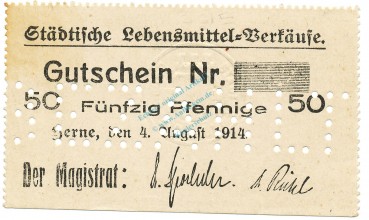 Städtische Lebensmittel-Verkäufe.
Gutschein Nr.
50 Fünfzig Pfennige 50
Herne, den 4. August 1914.
Der Magistrat: